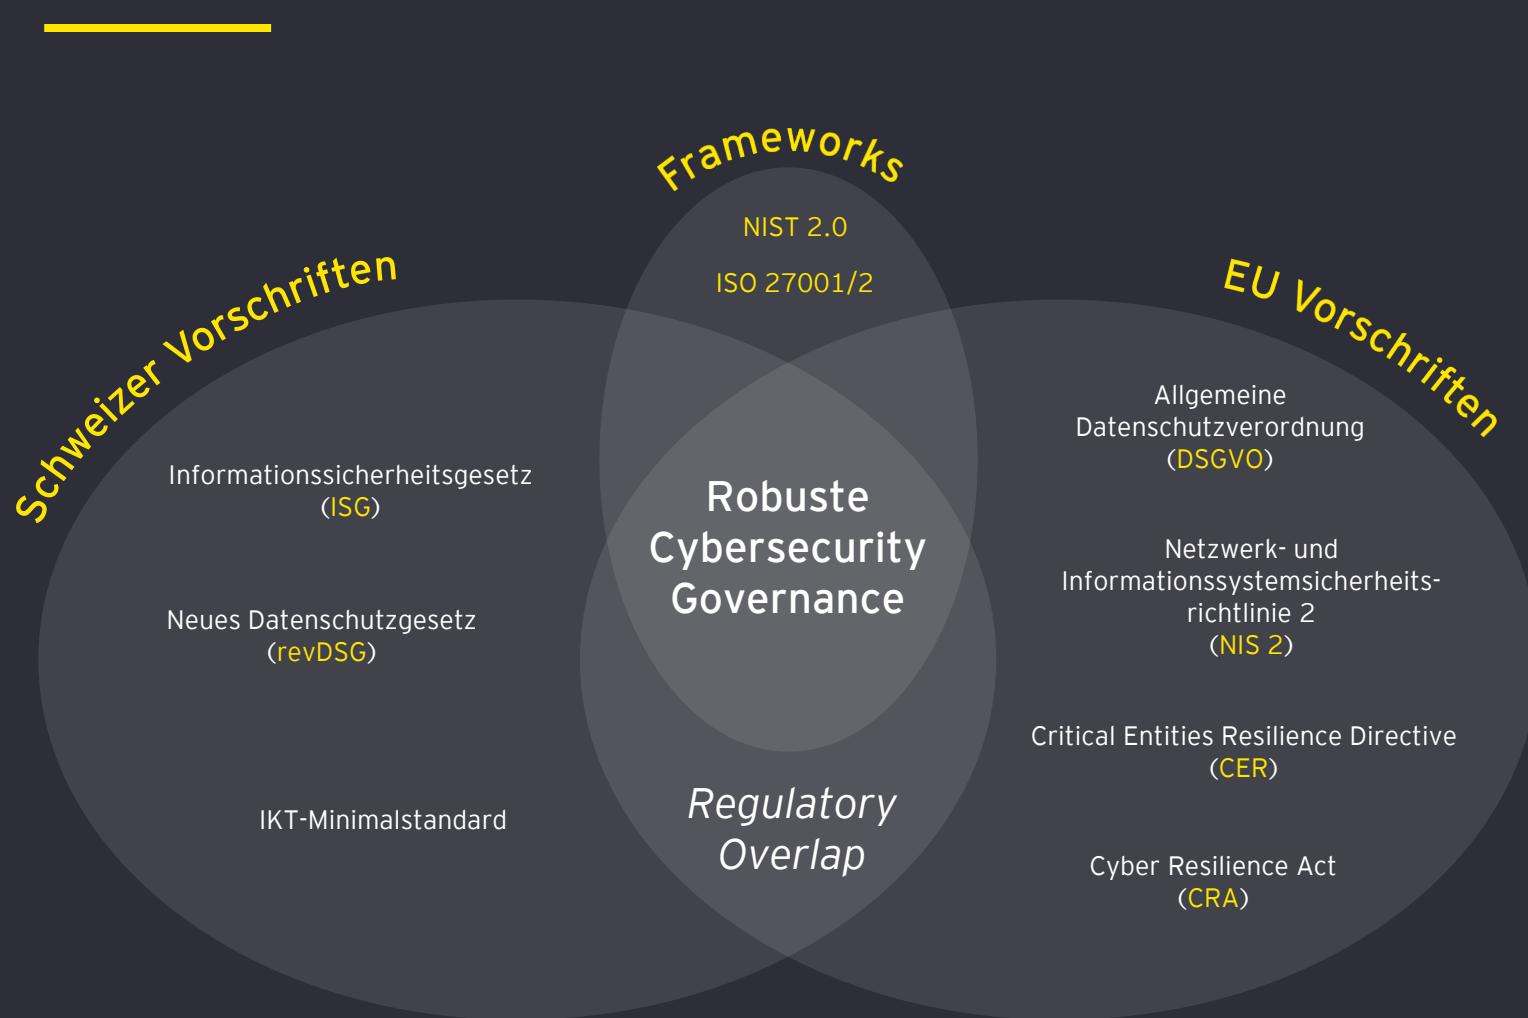 Frameworks
NIST 2.0
ISO 27001/2
Schweizer Vorschriften
Informationssicherheitsgesetz
(ISG)
Neues Datenschutzgesetz
(revDSG)
IKT-Minimalstandard
Robuste
Cybersecurity
Governance
Regulatory
Overlap
EU Vorschriften
Allgemeine
Datenschutzverordnung
(DSGVO)
Netzwerk- und
Informationssystemsicherheits-
richtlinie 2
(NIS 2)
Critical Entities Resilience Directive
(CER)
Cyber Resilience Act
(CRA)